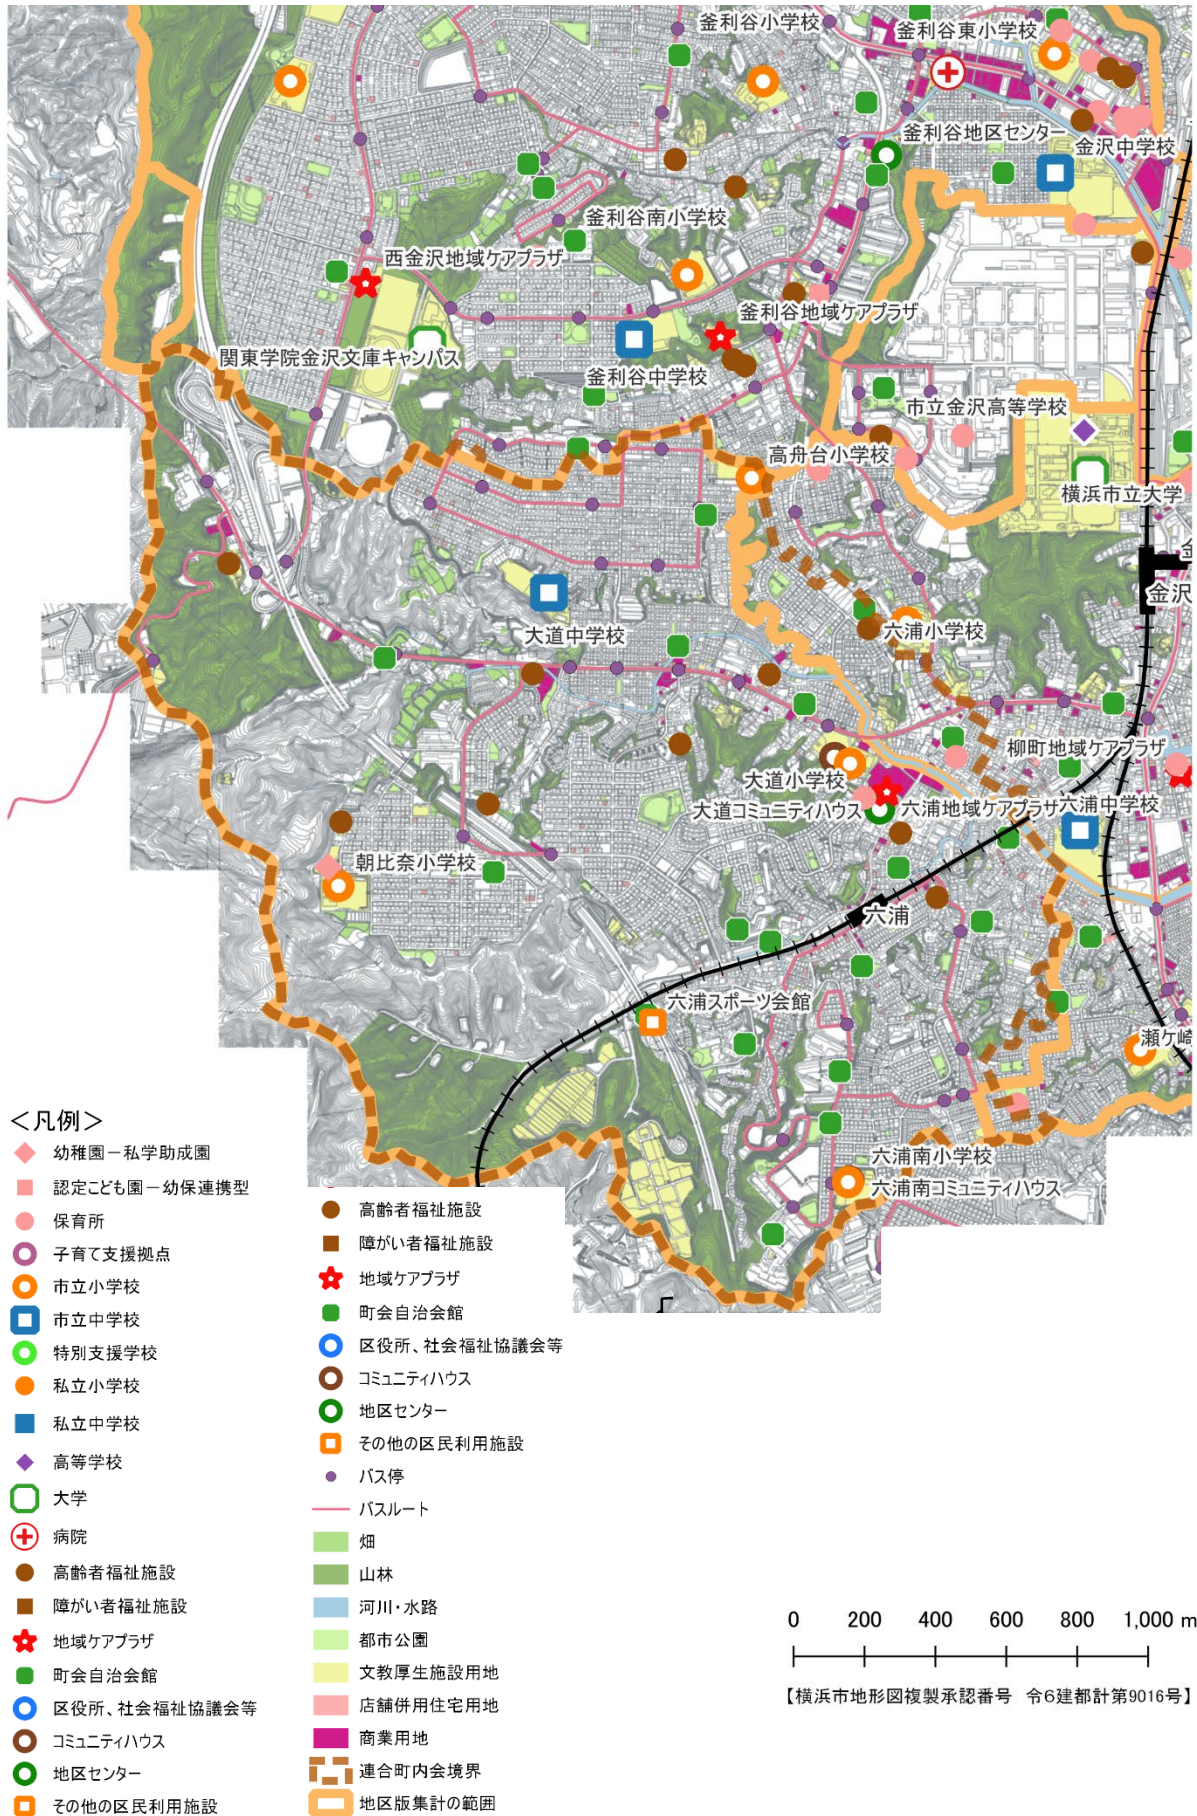 釜利谷小学校
釜利谷東小学校
釜利谷地区センター
金沢中学校
釜利谷南小学校
西金沢地域ケアプラザ
釜利谷地域ケアプラザ
関東学院金沢文庫キャンパス
釜利谷中学校
市立金沢高等学校
高舟台小学校
横浜市立大学
金
金沢
大道中学校
六浦小学校
柳町地域ケアプラザ
大道小学校
大道コミュニティハウス
六浦地域ケアプラザ
六浦中学校
朝比奈小学校
六浦
六浦スポーツ会館
瀬ケ崎
六浦南小学校
六浦南コミュニティハウス
＜凡例＞
幼稚園－私学助成園
認定こども園－幼保連携型
保育所
子育て支援拠点
市立小学校
市立中学校
特別支援学校
私立小学校
私立中学校
高等学校
大学
病院
高齢者福祉施設
障がい者福祉施設
地域ケアプラザ
町会自治会館
区役所、社会福祉協議会等
コミュニティハウス
地区センター
その他の区民利用施設
高齢者福祉施設
障がい者福祉施設
地域ケアプラザ
町会自治会館
区役所、社会福祉協議会等
コミュニティハウス
地区センター
その他の区民利用施設
バス停
バスルート
畑
山林
河川・水路
都市公園
文教厚生施設用地
店舗併用住宅用地
商業用地
連合町内会境界
地区版集計の範囲
0 200 400 600 800 1,000 m
【横浜市地形図複製承認番号 令6建都計第9016号】